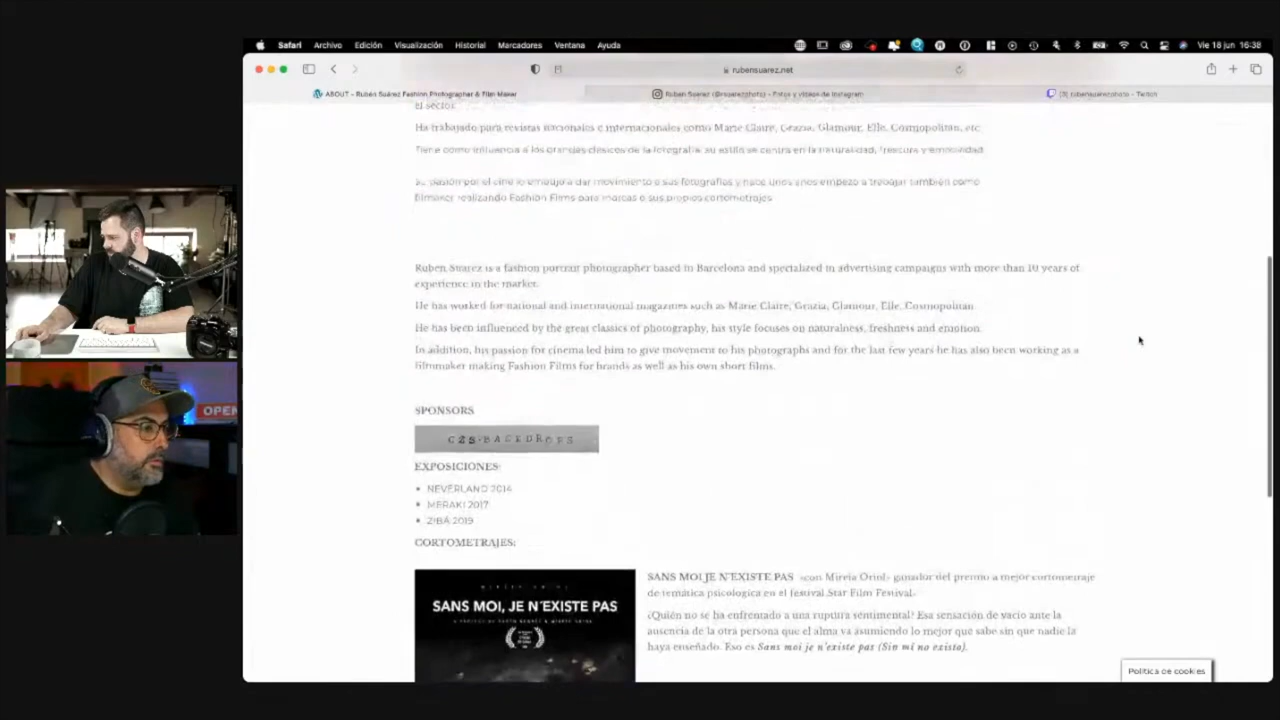 Safari Archivo Edición Visualización Historial Marcadores Ventana Ayuda
Vie 18 jun 16:38
rubensuarez.net
ABOUT – Rubén Suárez Fashion Photographer & Film Maker
Ruben Suarez (@rsuarezphoto) - Fotos y vídeos de Instagram
(3) rubensuarezphoto - Twitch
el sector.
Ha trabajado para revistas nacionales e internacionales como Marie Claire, Grazia, Glamour, Elle, Cosmopolitan, etc
Tiene como influencia a los grandes clásicos de la fotografía, su estilo se centra en la naturalidad, frescura y emotividad
Su pasión por el cine lo empujo a dar movimiento a sus fotografías y hace unos años empezó a trabajar también como
filmaker realizando Fashion Films para marcas o sus propios cortometrajes
Ruben Suarez is a fashion portrait photographer based in Barcelona and specialized in advertising campaigns with more than 10 years of
experience in the market.
He has worked for national and international magazines such as Marie Claire, Grazia, Glamour, Elle, Cosmopolitan.
He has been influenced by the great classics of photography, his style focuses on naturalness, freshness and emotion.
In addition, his passion for cinema led him to give movement to his photographs and for the last few years he has also been working as a
filmmaker making Fashion Films for brands as well as his own short films.
OPEN
SPONSORS
C2S·BACKDROPS
EXPOSICIONES:
NEVERLAND 2014
MERAKI 2017
ZIBÁ 2019
CORTOMETRAJES:
SANS MOI, JE N'EXISTE PAS
SANS MOI JE N'EXISTE PAS «con Mireia Oriol» ganador del premio a mejor cortometraje
de temática psicologica en el festival Star Film Festival.
¿Quién no se ha enfrentado a una ruptura sentimental? Esa sensación de vacío ante la
ausencia de la otra persona que el alma va asumiendo lo mejor que sabe sin que nadie la
haya enseñado. Eso es Sans moi je n'existe pas (Sin mi no existo).
Política de cookies